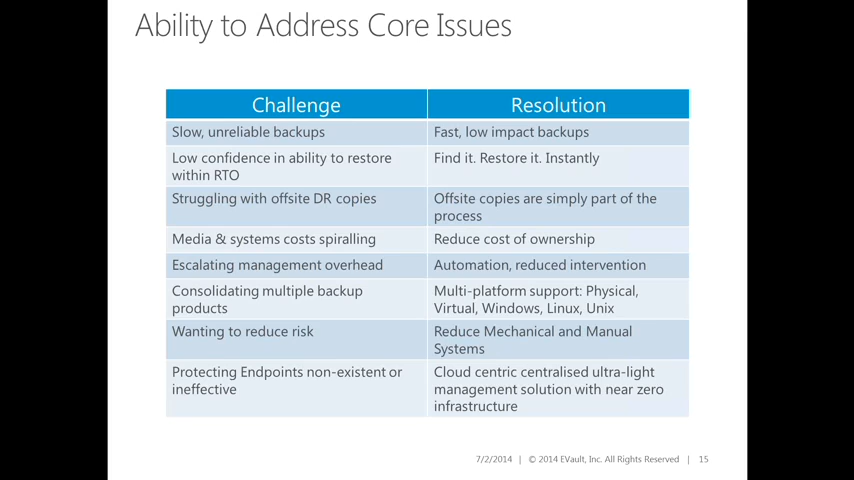 Ability to Address Core Issues
Challenge
Resolution
Slow, unreliable backups
Fast, low impact backups
Low confidence in ability to restore
within RTO
Find it. Restore it. Instantly
Struggling with offsite DR copies
Offsite copies are simply part of the
process
Media & systems costs spiralling
Reduce cost of ownership
Escalating management overhead
Automation, reduced intervention
Consolidating multiple backup
products
Multi-platform support: Physical,
Virtual, Windows, Linux, Unix
Wanting to reduce risk
Reduce Mechanical and Manual
Systems
Protecting Endpoints non-existent or
ineffective
Cloud centric centralised ultra-light
management solution with near zero
infrastructure
7/2/2014 | © 2014 EVault, Inc. All Rights Reserved | 15